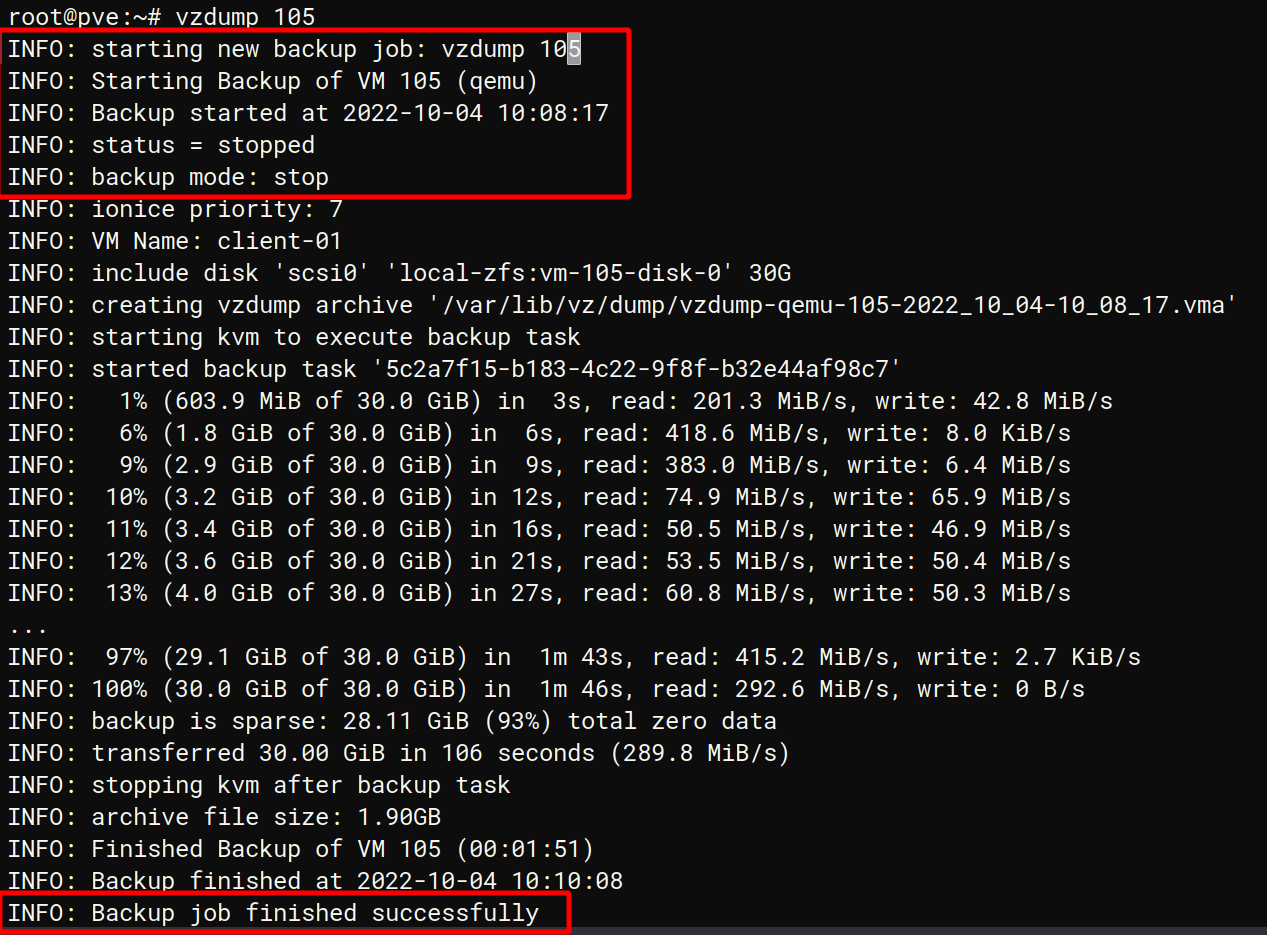 root@pve:~# vzdump 105
INFO: starting new backup job: vzdump 105
INFO: Starting Backup of VM 105 (qemu)
INFO: Backup started at 2022-10-04 10:08:17
INFO: status = stopped
INFO: backup mode: stop
INFO: ionice priority: 7
INFO: VM Name: client-01
INFO: include disk 'scsi0' 'local-zfs:vm-105-disk-0' 30G
INFO: creating vzdump archive '/var/lib/vz/dump/vzdump-qemu-105-2022_10_04-10_08_17.vma'
INFO: starting kvm to execute backup task
INFO: started backup task '5c2a7f15-b183-4c22-9f8f-b32e44af98c7'
INFO:   1% (603.9 MiB of 30.0 GiB) in  3s, read: 201.3 MiB/s, write: 42.8 MiB/s
INFO:   6% (1.8 GiB of 30.0 GiB) in  6s, read: 418.6 MiB/s, write: 8.0 KiB/s
INFO:   9% (2.9 GiB of 30.0 GiB) in  9s, read: 383.0 MiB/s, write: 6.4 MiB/s
INFO:  10% (3.2 GiB of 30.0 GiB) in 12s, read: 74.9 MiB/s, write: 65.9 MiB/s
INFO:  11% (3.4 GiB of 30.0 GiB) in 16s, read: 50.5 MiB/s, write: 46.9 MiB/s
INFO:  12% (3.6 GiB of 30.0 GiB) in 21s, read: 53.5 MiB/s, write: 50.4 MiB/s
INFO:  13% (4.0 GiB of 30.0 GiB) in 27s, read: 60.8 MiB/s, write: 50.3 MiB/s
...
INFO:  97% (29.1 GiB of 30.0 GiB) in  1m 43s, read: 415.2 MiB/s, write: 2.7 KiB/s
INFO: 100% (30.0 GiB of 30.0 GiB) in  1m 46s, read: 292.6 MiB/s, write: 0 B/s
INFO: backup is sparse: 28.11 GiB (93%) total zero data
INFO: transferred 30.00 GiB in 106 seconds (289.8 MiB/s)
INFO: stopping kvm after backup task
INFO: archive file size: 1.90GB
INFO: Finished Backup of VM 105 (00:01:51)
INFO: Backup finished at 2022-10-04 10:10:08
INFO: Backup job finished successfully